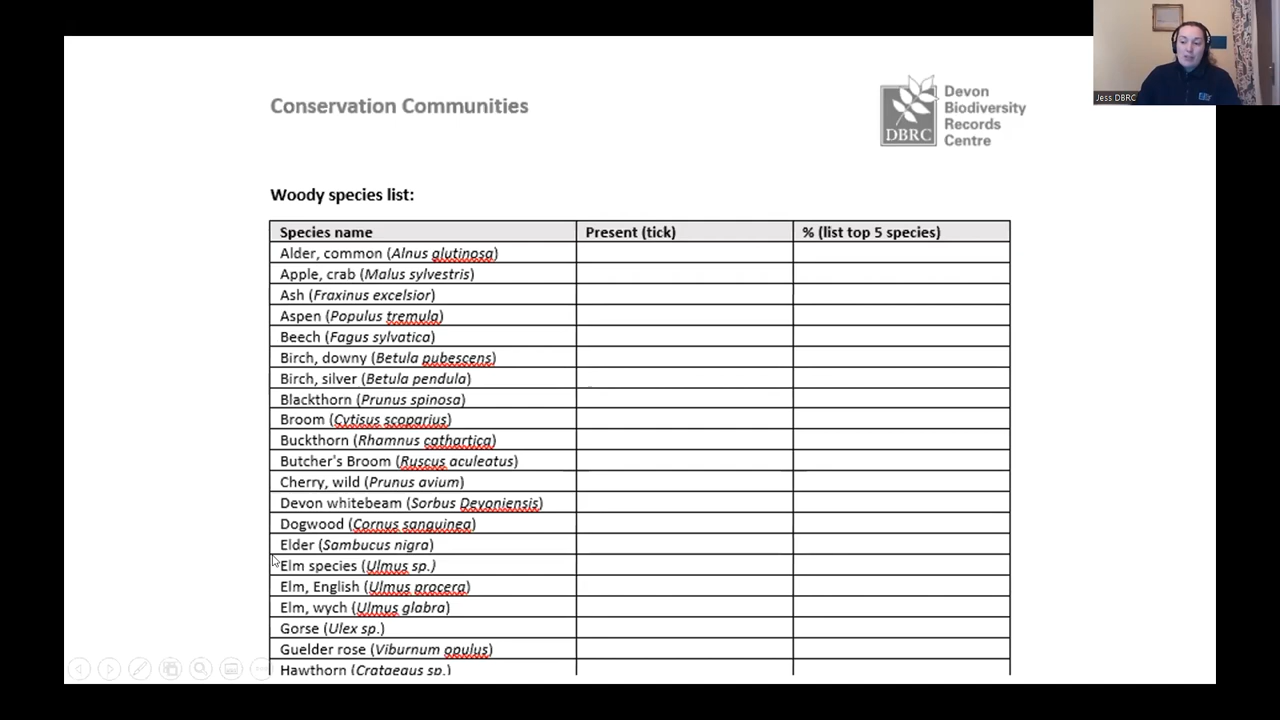 Conservation Communities
DBRC
Devon
Biodiversity
Records
Centre
Jess DBRC
Woody species list:
Species name Present (tick) % (list top 5 species)
Alder, common (Alnus glutinosa)
Apple, crab (Malus sylvestris)
Ash (Fraxinus excelsior)
Aspen (Populus tremula)
Beech (Fagus sylvatica)
Birch, downy (Betula pubescens)
Birch, silver (Betula pendula)
Blackthorn (Prunus spinosa)
Broom (Cytisus scoparius)
Buckthorn (Rhamnus cathartica)
Butcher's Broom (Ruscus aculeatus)
Cherry, wild (Prunus avium)
Devon whitebeam (Sorbus Devoniensis)
Dogwood (Cornus sanguinea)
Elder (Sambucus nigra)
Elm species (Ulmus sp.)
Elm, English (Ulmus procera)
Elm, wych (Ulmus glabra)
Gorse (Ulex sp.)
Guelder rose (Viburnum opulus)
Hawthorn (Crataegus sp.)